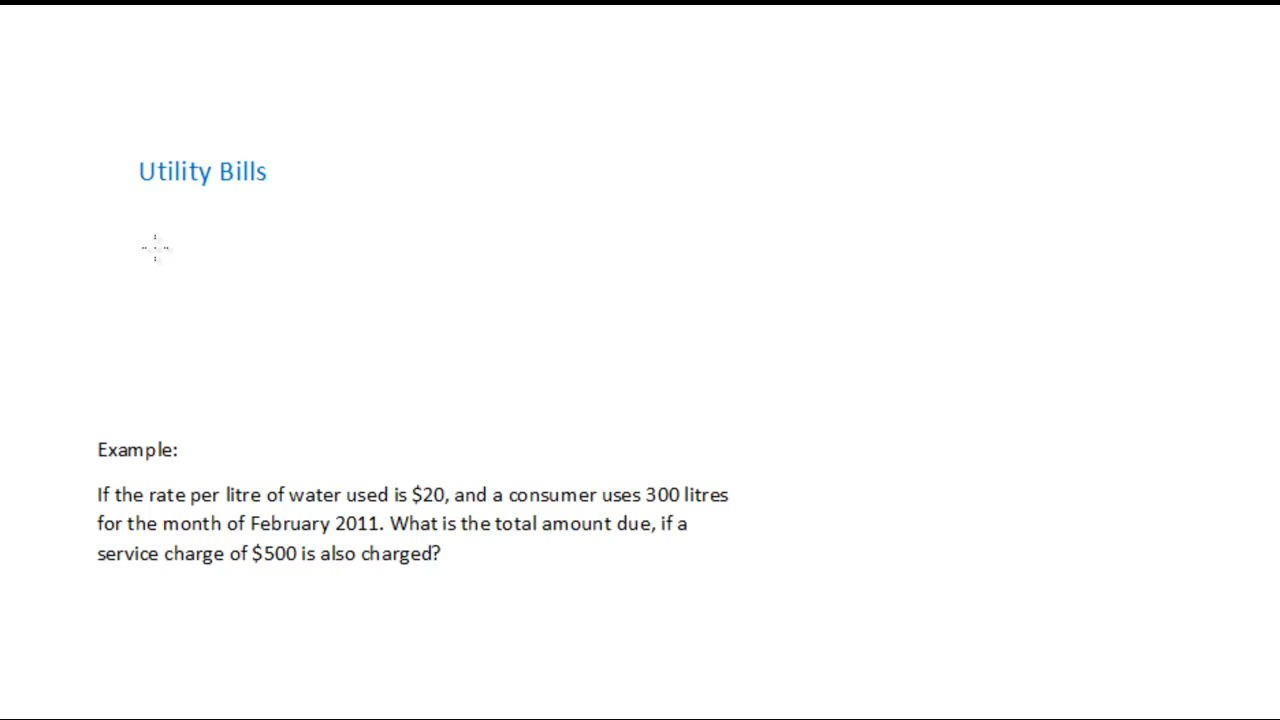 Utility Bills
Example:
If the rate per litre of water used is $20, and a consumer uses 300 litres
for the month of February 2011. What is the total amount due, if a
service charge of $500 is also charged?